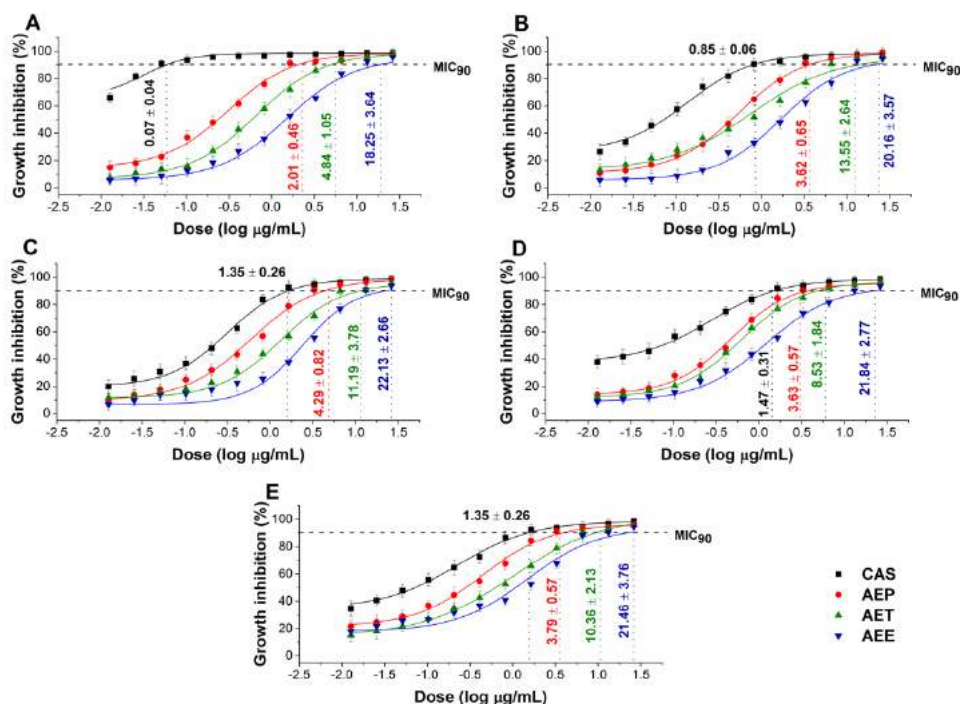 A
Growth inhibition (%)
100
80
60
40
20
0
0.07 ± 0.04
2.01 ± 0.46
4.84 ± 1.05
18.25 ± 3.64
MIC90
-2.5 -2.0 -1.5 -1.0 -0.5 0.0 0.5 1.0 1.5
Dose (log µg/mL)
B
Growth inhibition (%)
100
80
60
40
20
0
0.85 ± 0.06
3.62 ± 0.65
13.55 ± 2.64
20.16 ± 3.57
-2.5 -2.0 -1.5 -1.0 -0.5 0.0 0.5 1.0 1.5
Dose (log µg/mL)
C
Growth inhibition (%)
100
80
60
40
20
0
1.35 ± 0.26
4.29 ± 0.82
11.19 ± 3.78
22.13 ± 2.66
MIC90
-2.5 -2.0 -1.5 -1.0 -0.5 0.0 0.5 1.0 1.5
Dose (log µg/mL)
D
Growth inhibition (%)
100
80
60
40
20
0
1.47 ± 0.31
3.63 ± 0.57
8.53 ± 1.84
21.84 ± 2.77
-2.5 -2.0 -1.5 -1.0 -0.5 0.0 0.5 1.0 1.5
Dose (log µg/mL)
E
Growth inhibition (%)
100
80
60
40
20
0
1.35 ± 0.26
3.79 ± 0.57
10.36 ± 2.13
21.46 ± 3.76
MIC90
-2.5 -2.0 -1.5 -1.0 -0.5 0.0 0.5 1.0 1.5
Dose (log µg/mL)
CAS
AEP
AET
AEE